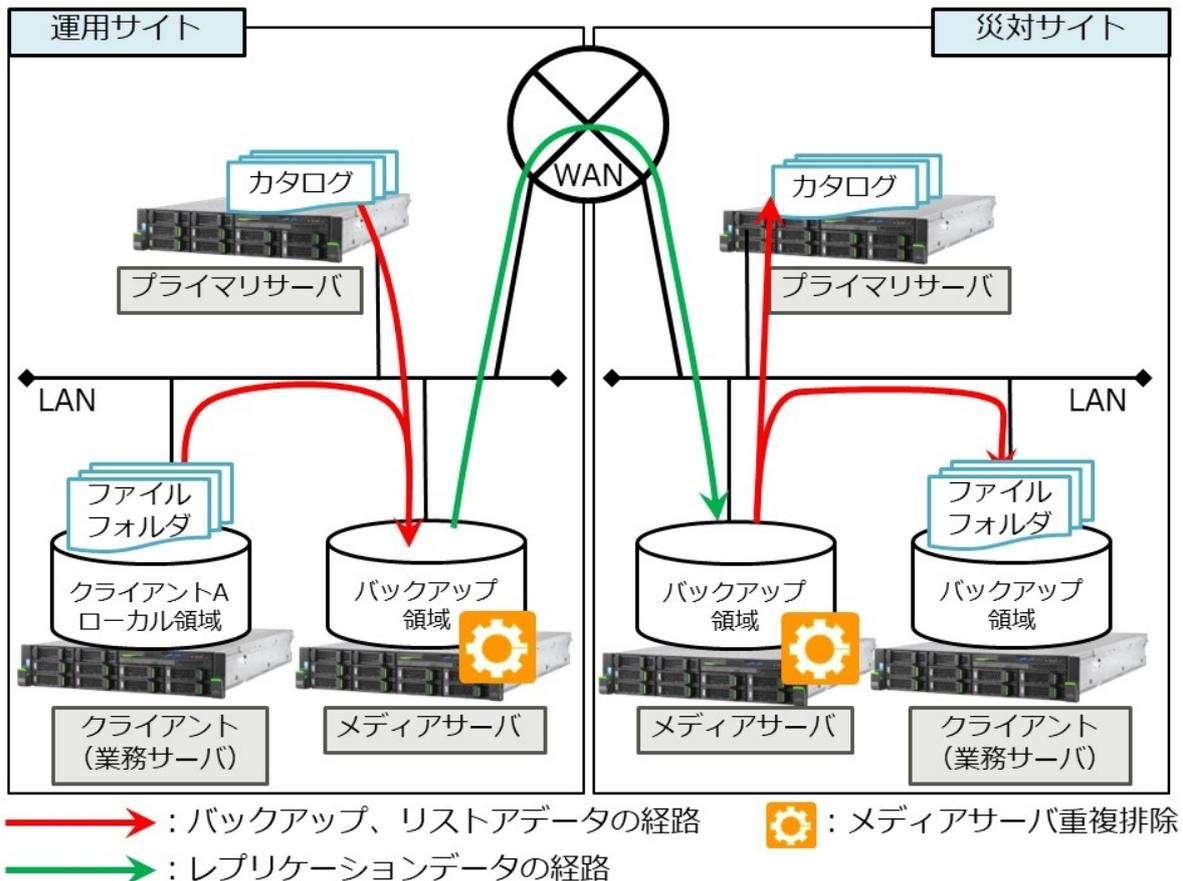 運用サイト
災対サイト
WAN
カタログ
カタログ
プライマリサーバ
プライマリサーバ
LAN
LAN
ファイル
フォルダ
クライアントA
ローカル領域
バックアップ
領域
バックアップ
領域
ファイル
フォルダ
バックアップ
領域
クライアント
（業務サーバ）
メディアサーバ
メディアサーバ
クライアント
（業務サーバ）
：バックアップ、リストアデータの経路
：メディアサーバ重複排除
：レプリケーションデータの経路